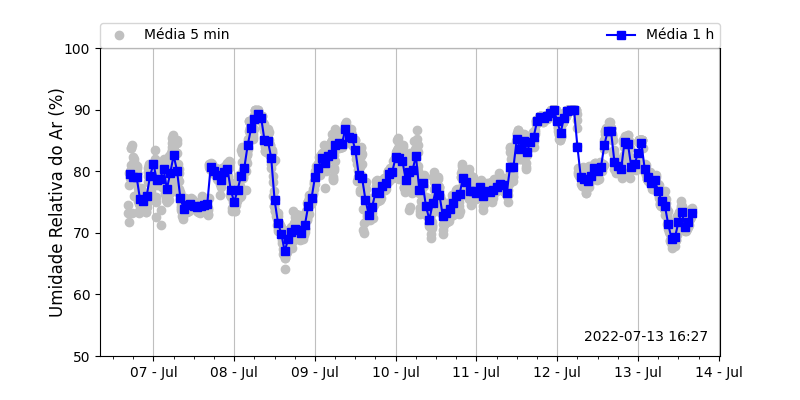 Média 5 min
Média 1 h
Umidade Relativa do Ar (%)
100
90
80
70
60
50
2022-07-13 16:27
07 - Jul
08 - Jul
09 - Jul
10 - Jul
11 - Jul
12 - Jul
13 - Jul
14 - Jul